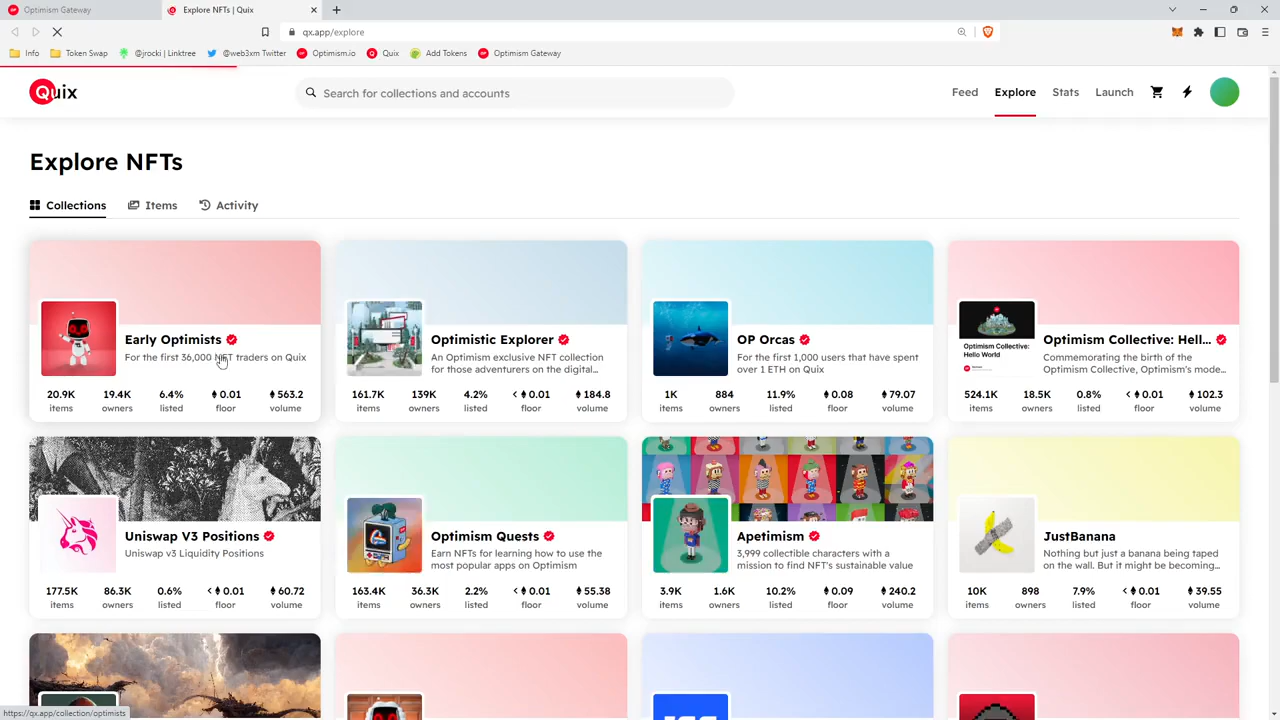 Optimism Gateway
Explore NFTs | Quix
qx.app/explore
Info
Token Swap
@jrocki | Linktree
@web3xm Twitter
Optimism.io
Quix
Add Tokens
Optimism Gateway
Quix
Search for collections and accounts
Feed
Explore
Stats
Launch
Explore NFTs
Collections
Items
Activity
Early Optimists
For the first 36,000 NFT traders on Quix
20.9K 19.4K 6.4% 0.01 563.2
items owners listed floor volume
Optimistic Explorer
An Optimism exclusive NFT collection
for those adventurers on the digital...
161.7K 139K 4.2% < 0.01 184.8
items owners listed floor volume
OP Orcas
For the first 1,000 users that have spent
over 1 ETH on Quix
1K 884 11.9% 0.08 79.07
items owners listed floor volume
Optimism Collective:
Hello World
Optimism Collective: Hell...
Commemorating the birth of the
Optimism Collective, Optimism's mode...
524.1K 18.5K 0.8% < 0.01 102.3
items owners listed floor volume
Uniswap V3 Positions
Uniswap v3 Liquidity Positions
177.5K 86.3K 0.6% < 0.01 60.72
items owners listed floor volume
Optimism Quests
Earn NFTs for learning how to use the
most popular apps on Optimism
163.4K 36.3K 2.2% < 0.01 55.38
items owners listed floor volume
Apetimism
3,999 collectible characters with a
mission to find NFT's sustainable value
3.9K 1.6K 10.2% 0.09 240.2
items owners listed floor volume
JustBanana
Nothing but just a banana being taped
on the wall. But it might be becoming...
10K 898 7.9% < 0.01 39.55
items owners listed floor volume
https://qx.app/collection/optimists